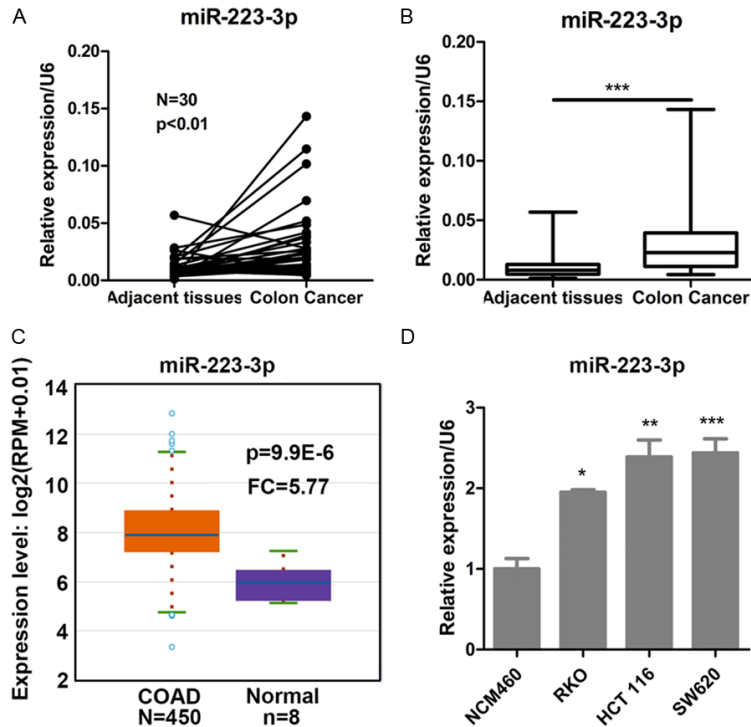 A
miR-223-3p
Relative expression/U6
0.20
0.15
0.10
0.05
0.00
N=30
p<0.01
Adjacent tissues
Colon Cancer
B
miR-223-3p
Relative expression/U6
0.20
0.15
0.10
0.05
0.00
***
Adjacent tissues
Colon Cancer
C
miR-223-3p
Expression level: log2(RPM+0.01)
14
12
10
8
6
4
2
p=9.9E-6
FC=5.77
COAD
N=450
Normal
n=8
D
miR-223-3p
Relative expression/U6
3
2
1
0
*
**
***
NCM460
RKO
HCT 116
SW620